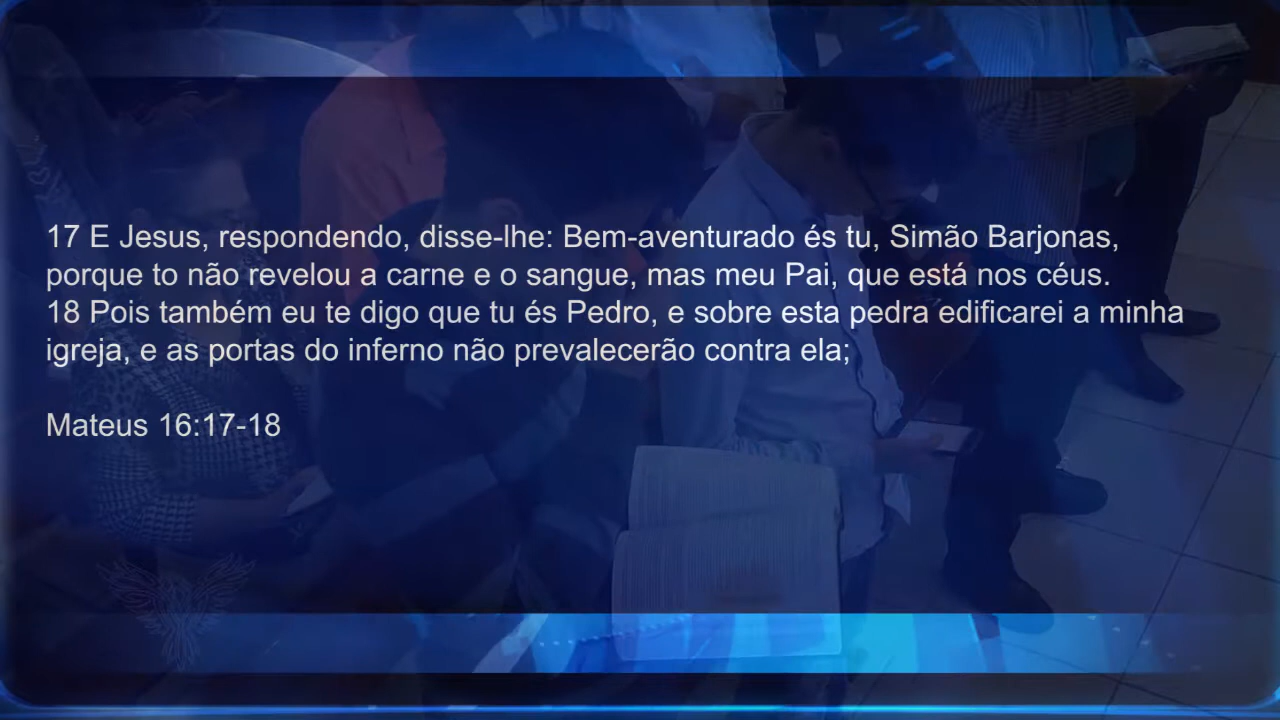 17 E Jesus, respondendo, disse-lhe: Bem-aventurado és tu, Simão Barjonas,
porque to não revelou a carne e o sangue, mas meu Pai, que está nos céus.
18 Pois também eu te digo que tu és Pedro, e sobre esta pedra edificarei a minha
igreja, e as portas do inferno não prevalecerão contra ela;
Mateus 16:17-18